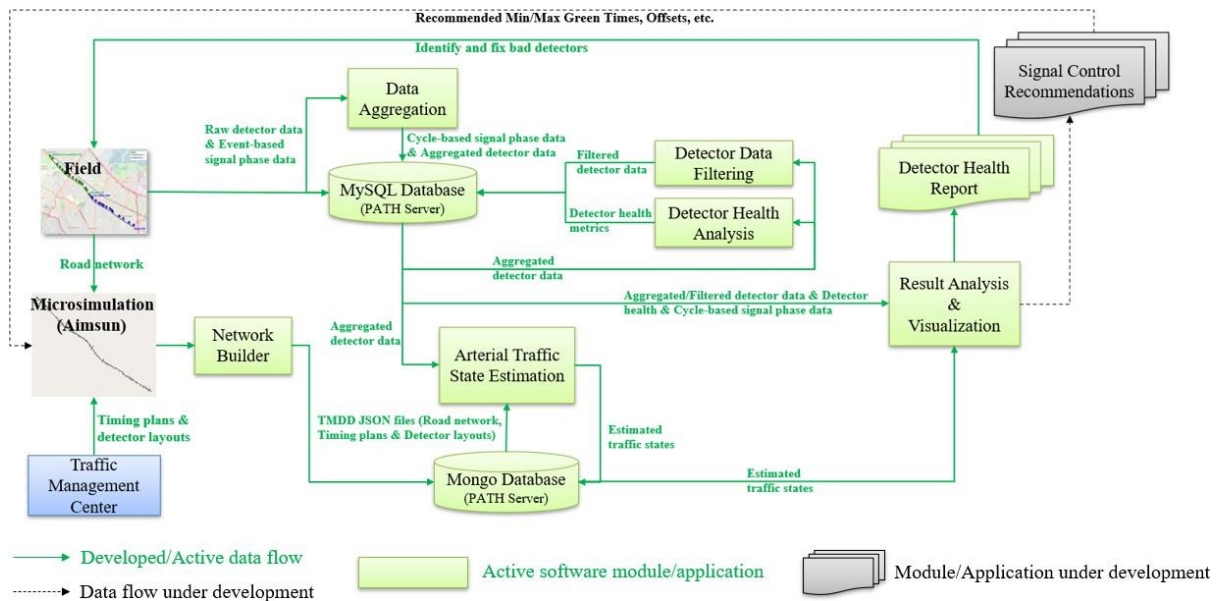 Recommended Min/Max Green Times, Offsets, etc.
Identify and fix bad detectors
Signal Control
Recommendations
Data
Aggregation
Raw detector data
& Event-based
signal phase data
Cycle-based signal phase data
& Aggregated detector data
Field
MySQL Database
(PATH Server)
Filtered
detector data
Detector Data
Filtering
Detector health
metrics
Detector Health
Analysis
Detector Health
Report
Road network
Aggregated
detector data
Microsimulation
(Aimsun)
Aggregated/Filtered detector data & Detector
health & Cycle-based signal phase data
Result Analysis
&
Visualization
Network
Builder
Aggregated
detector data
Arterial Traffic
State Estimation
Timing plans &
detector layouts
TMDD JSON files (Road network,
Timing plans & Detector layouts)
Estimated
traffic states
Traffic
Management
Center
Mongo Database
(PATH Server)
Estimated
traffic states
Developed/Active data flow
Data flow under development
Active software module/application
Module/Application under development